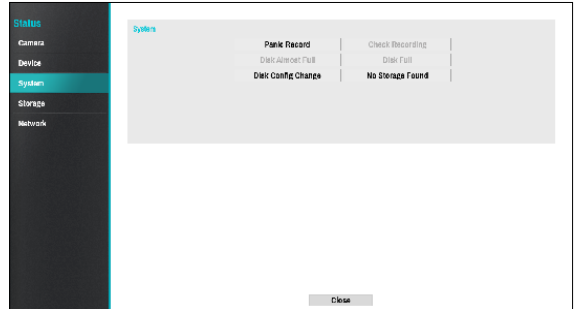 Status
Camera
Device
System
Storage
Network
System
Panic Record Check Recording
Disk Almost Full Disk Full
Disk Config Change No Storage Found
Close